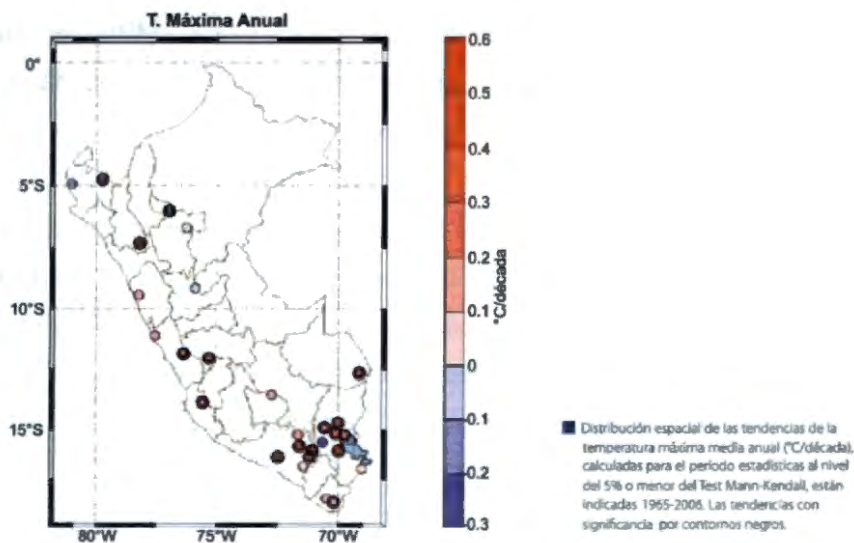 T. Máxima Anual
0°
5°S
10°S
15°S
80°W
75°W
70°W
0.6
0.5
0.4
0.3
0.2
0.1
0
-0.1
-0.2
-0.3
°C/década
Distribución espacial de las tendencias de la
temperatura máxima media anual (°C/década),
calculadas para el periodo estadísticas al nivel
del 5% o menor del Test Mann-Kendall, están
indicadas 1965-2006. Las tendencias con
significancia por contornos negros.